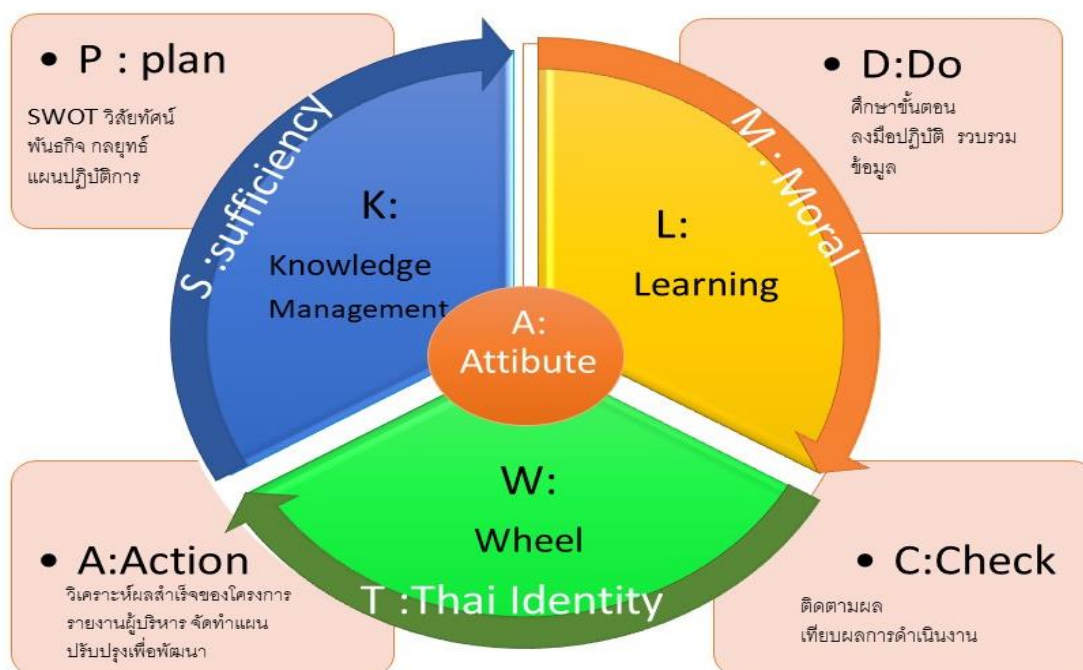 • P : plan
SWOT วิสัยทัศน์
พันธกิจ กลยุทธ์
แผนปฏิบัติการ
• D:Do
ศึกษาขั้นตอน
ลงมือปฏิบัติ รวบรวม
ข้อมูล
S :sufficiency
M : Moral
K:
Knowledge
Management
L:
Learning
A:
Attibute
W:
Wheel
T :Thai Identity
• A:Action
วิเคราะห์ผลสำเร็จของโครงการ
รายงานผู้บริหาร จัดทำแผน
ปรับปรุงเพื่อพัฒนา
• C:Check
ติดตามผล
เทียบผลการดำเนินงาน